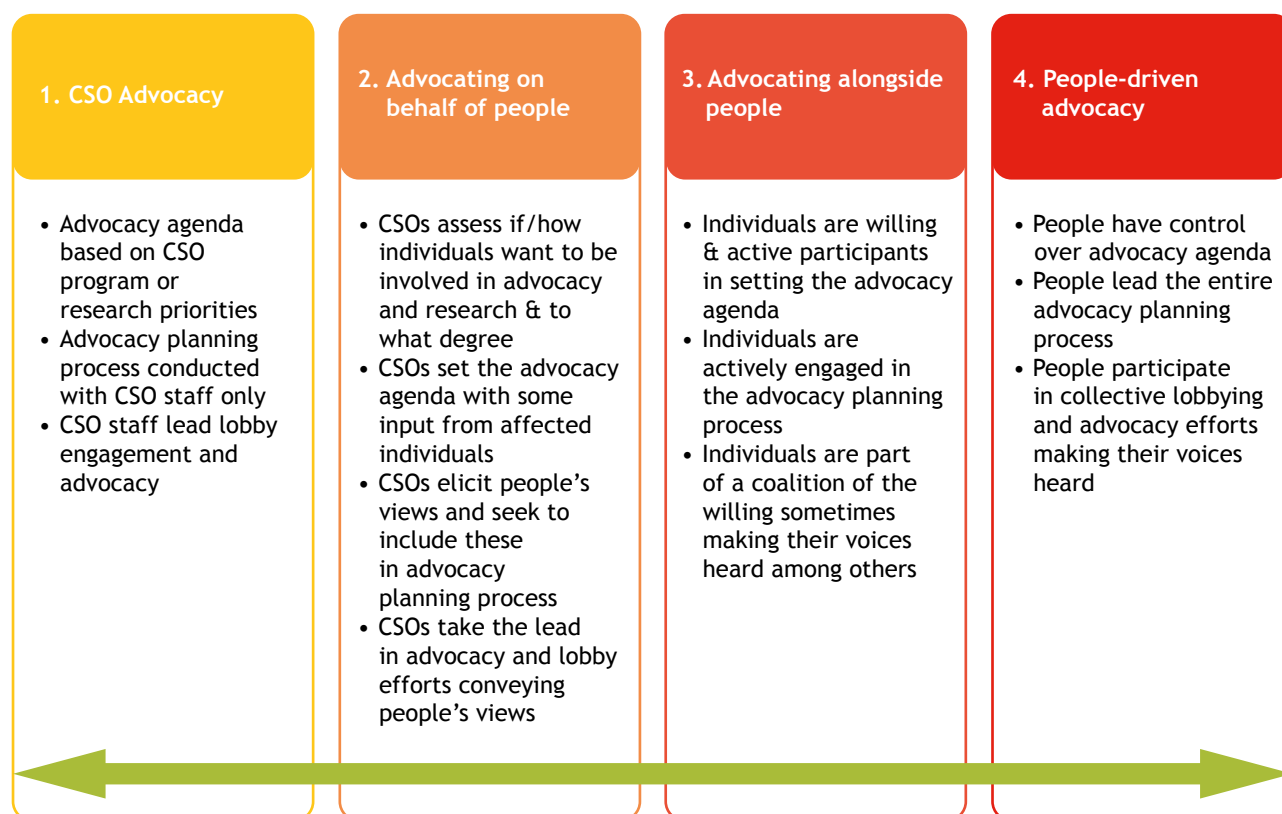 1. CSO Advocacy
• Advocacy agenda
based on CSO
program or
research priorities
• Advocacy planning
process conducted
with CSO staff only
• CSO staff lead lobby
engagement and
advocacy
2. Advocating on
behalf of people
• CSOs assess if/how
individuals want to be
involved in advocacy
and research & to
what degree
• CSOs set the advocacy
agenda with some
input from affected
individuals
• CSOs elicit people’s
views and seek to
include these
in advocacy
planning process
• CSOs take the lead
in advocacy and lobby
efforts conveying
people’s views
3. Advocating alongside
people
• Individuals are willing
& active participants
in setting the advocacy
agenda
• Individuals are
actively engaged in
the advocacy planning
process
• Individuals are part
of a coalition of the
willing sometimes
making their voices
heard among others
4. People-driven
advocacy
• People have control
over advocacy agenda
• People lead the entire
advocacy planning
process
• People participate
in collective lobbying
and advocacy efforts
making their voices
heard